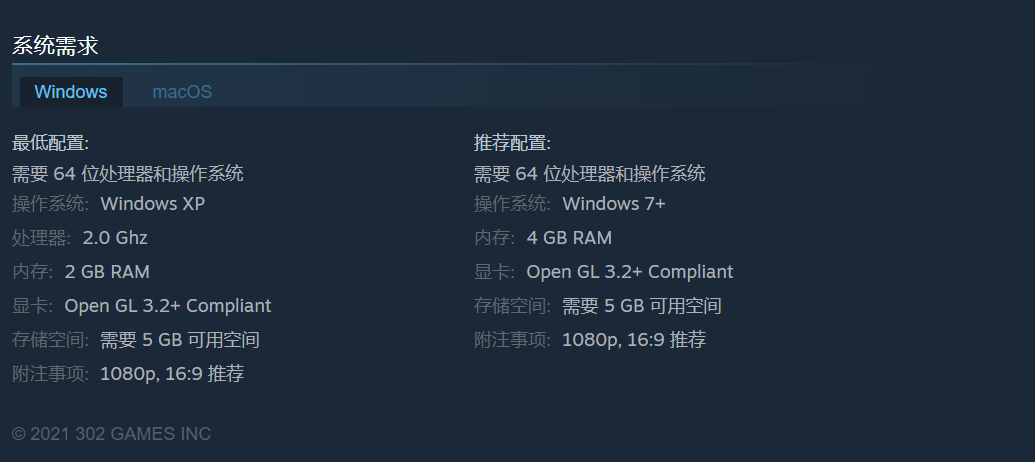 系统需求
Windows macOS
最低配置:
需要 64 位处理器和操作系统
操作系统: Windows XP
处理器: 2.0 Ghz
内存: 2 GB RAM
显卡: Open GL 3.2+ Compliant
存储空间: 需要 5 GB 可用空间
附注事项: 1080p, 16:9 推荐
推荐配置:
需要 64 位处理器和操作系统
操作系统: Windows 7+
内存: 4 GB RAM
显卡: Open GL 3.2+ Compliant
存储空间: 需要 5 GB 可用空间
附注事项: 1080p, 16:9 推荐
© 2021 302 GAMES INC